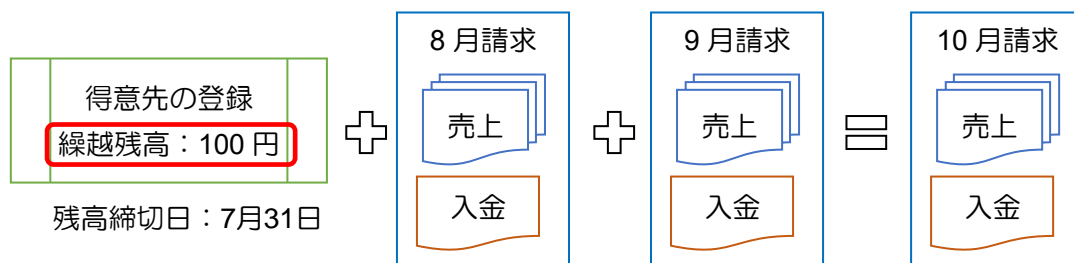 得意先の登録
繰越残高：100 円
残高締切日：7月31日
8 月請求
売上
入金
9 月請求
売上
入金
10 月請求
売上
入金